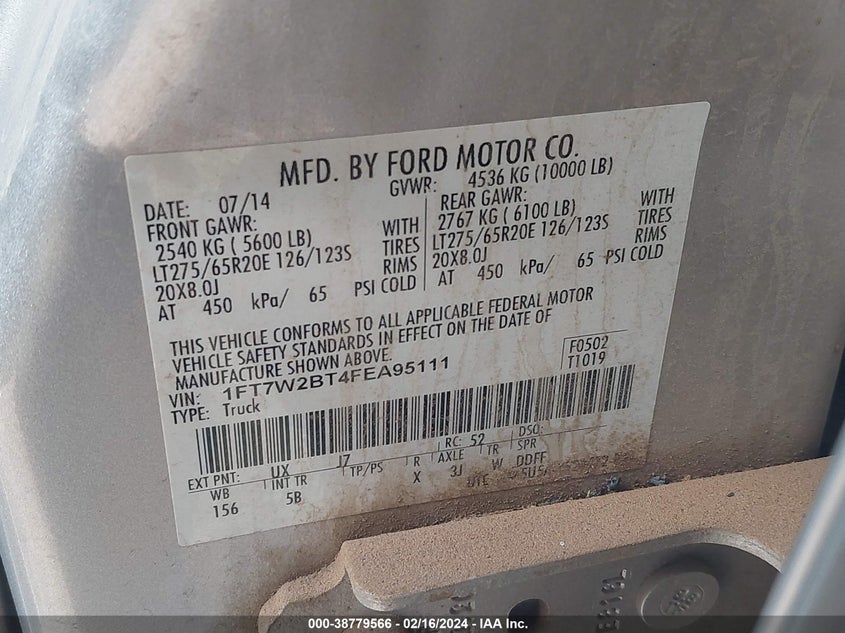 MFD. BY FORD MOTOR CO.
DATE: 07/14 GVWR: 4536 KG (10000 LB)
FRONT GAWR: REAR GAWR:
2540 KG ( 5600 LB) WITH 2767 KG ( 6100 LB) WITH
LT275/65R20E 126/123S TIRES LT275/65R20E 126/123S TIRES
20X8.0J RIMS 20X8.0J RIMS
AT 450 kPa/ 65 PSI COLD AT 450 kPa/ 65 PSI COLD
THIS VEHICLE CONFORMS TO ALL APPLICABLE FEDERAL MOTOR
VEHICLE SAFETY STANDARDS IN EFFECT ON THE DATE OF
MANUFACTURE SHOWN ABOVE.
VIN: 1FT7W2BT4FEA95111 F0502
TYPE: Truck T1019
EXT PNT: UX J7 RC: 52 DSO:
WB INT TR TP/PS R AXLE TR SPR
156 5B X 3J W DDFF
UTC
000-38779566 - 02/16/2024 - IAA Inc.